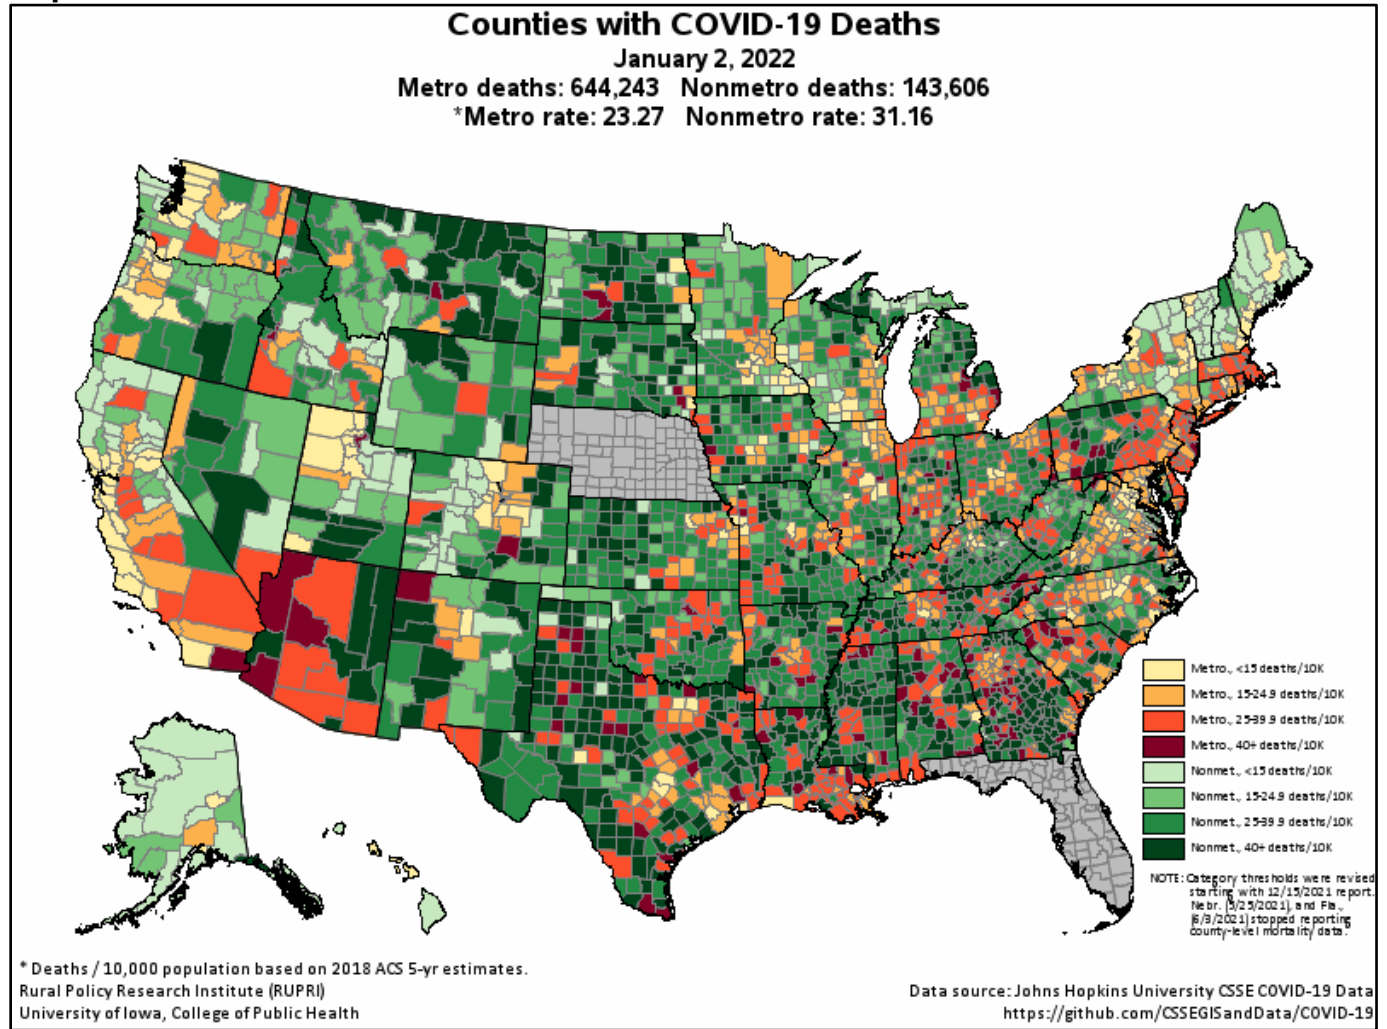 Counties with COVID-19 Deaths
January 2, 2022
Metro deaths: 644,243 Nonmetro deaths: 143,606
*Metro rate: 23.27 Nonmetro rate: 31.16
Metro., <15 deaths/10K
Metro., 15-24.9 deaths/10K
Metro., 25-39.9 deaths/10K
Metro., 40+ deaths/10K
Nonmet., <15 deaths/10K
Nonmet., 15-24.9 deaths/10K
Nonmet., 25-39.9 deaths/10K
Nonmet., 40+ deaths/10K
NOTE: Category thresholds were revised
starting with 12/15/2021 report.
Nebr. (5/25/2021), and Fla.,
(6/3/2021) stopped reporting
county-level mortality data.
* Deaths / 10,000 population based on 2018 ACS 5-yr estimates.
Rural Policy Research Institute (RUPRI)
University of Iowa, College of Public Health
Data source: Johns Hopkins University CSSE COVID-19 Data
https://github.com/CSSEGISandData/COVID-19